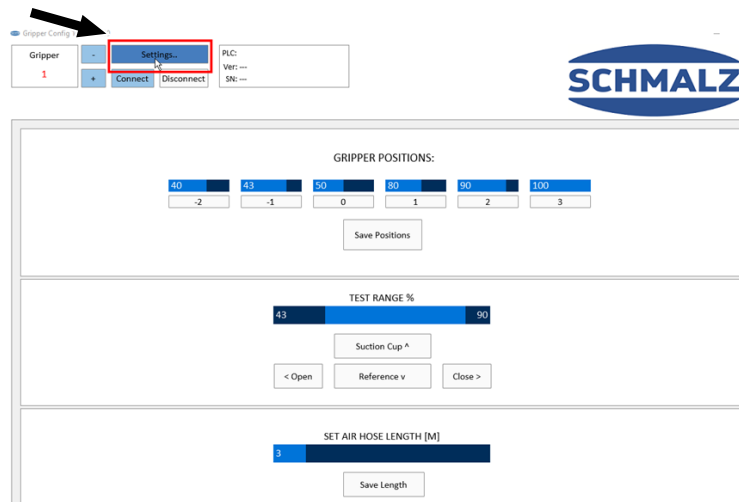 Gripper Config
Gripper - Settings.. PLC:
1 Ver: ---
+ Connect Disconnect SN: ---
SCHMALZ
GRIPPER POSITIONS:
40 43 50 80 90 100
-2 -1 0 1 2 3
Save Positions
TEST RANGE %
43 90
Suction Cup ^
< Open Reference v Close >
SET AIR HOSE LENGTH [M]
3
Save Length